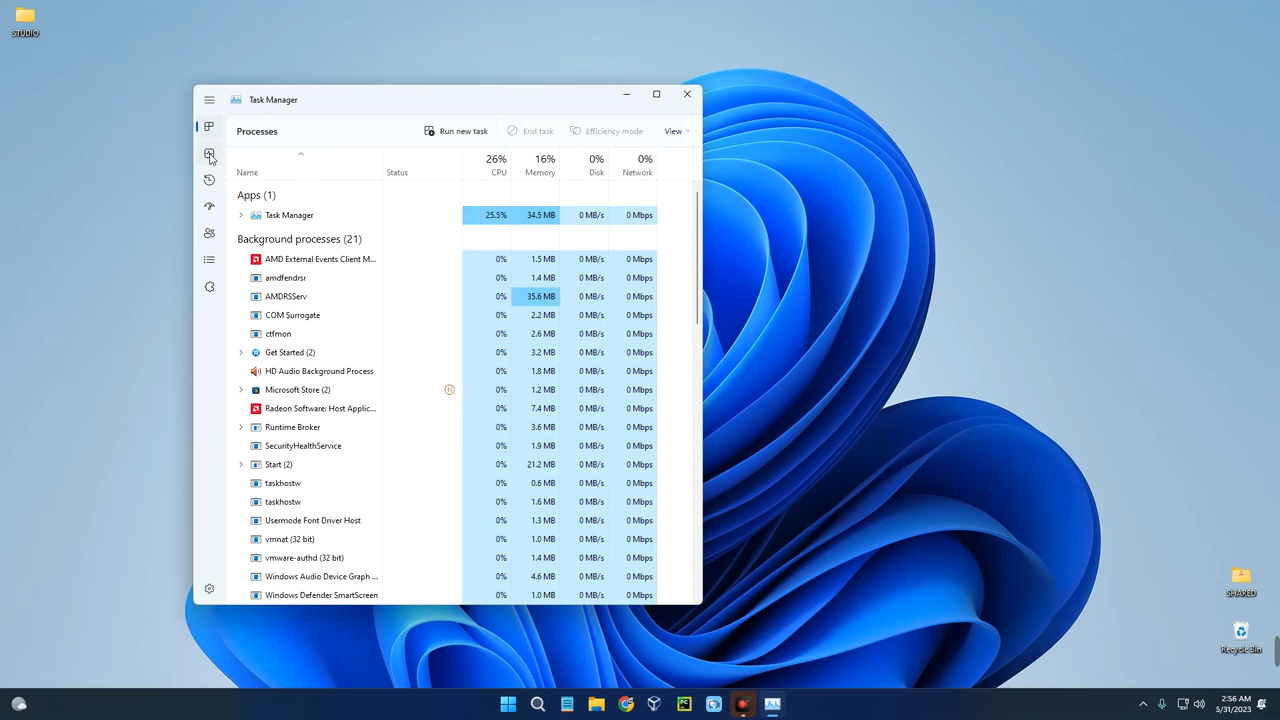 STUDIO
Task Manager
Processes
Run new task
End task
Efficiency mode
View
26% 16% 0% 0%
Name Status CPU Memory Disk Network
Apps (1)
Task Manager 25.5% 34.5 MB 0 MB/s 0 Mbps
Background processes (21)
AMD External Events Client M... 0% 1.5 MB 0 MB/s 0 Mbps
amdfendrsr 0% 1.4 MB 0 MB/s 0 Mbps
AMDRSServ 0% 35.6 MB 0 MB/s 0 Mbps
COM Surrogate 0% 2.2 MB 0 MB/s 0 Mbps
ctfmon 0% 2.6 MB 0 MB/s 0 Mbps
Get Started (2) 0% 3.2 MB 0 MB/s 0 Mbps
HD Audio Background Process 0% 1.8 MB 0 MB/s 0 Mbps
Microsoft Store (2) 0% 1.2 MB 0 MB/s 0 Mbps
Radeon Software: Host Applic... 0% 7.4 MB 0 MB/s 0 Mbps
Runtime Broker 0% 3.6 MB 0 MB/s 0 Mbps
SecurityHealthService 0% 1.9 MB 0 MB/s 0 Mbps
Start (2) 0% 21.2 MB 0 MB/s 0 Mbps
taskhostw 0% 0.6 MB 0 MB/s 0 Mbps
taskhostw 0% 1.6 MB 0 MB/s 0 Mbps
Usermode Font Driver Host 0% 1.3 MB 0 MB/s 0 Mbps
vmnat (32 bit) 0% 1.0 MB 0 MB/s 0 Mbps
vmware-authd (32 bit) 0% 1.4 MB 0 MB/s 0 Mbps
Windows Audio Device Graph ... 0% 4.6 MB 0 MB/s 0 Mbps
Windows Defender SmartScreen 0% 1.0 MB 0 MB/s 0 Mbps
SHARED
Recycle Bin
PC
2:56 AM
5/31/2023